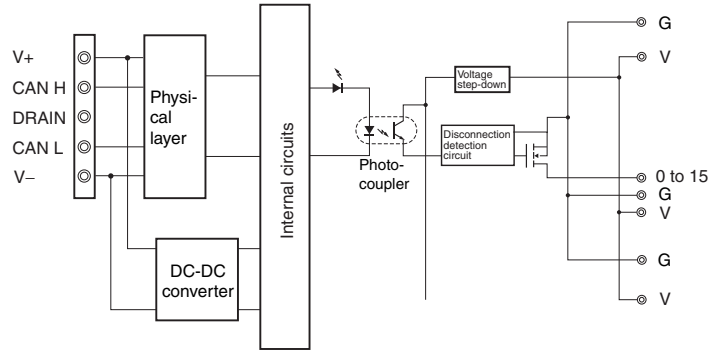 V+
CAN H
DRAIN
CAN L
V–
Physi-
cal
layer
DC-DC
converter
Internal circuits
Photo-
coupler
Voltage
step-down
Disconnection
detection
circuit
G
V
0 to 15
G
V
G
V